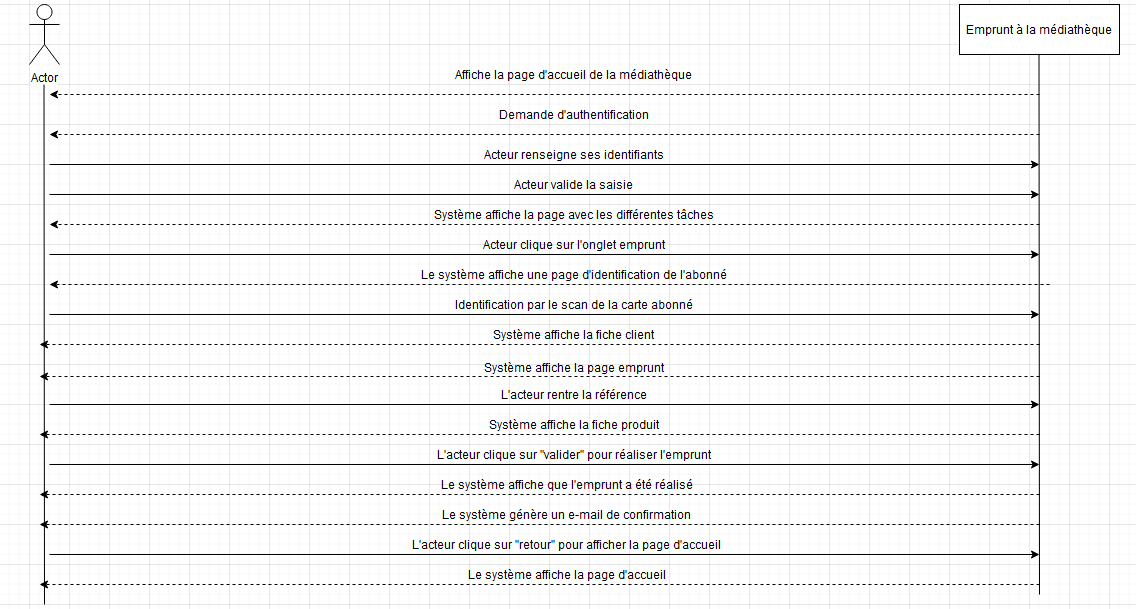 Emprunt à la médiathèque
Actor
Affiche la page d'accueil de la médiathèque
Demande d'authentification
Acteur renseigne ses identifiants
Acteur valide la saisie
Système affiche la page avec les différentes tâches
Acteur clique sur l'onglet emprunt
Le système affiche une page d'identification de l'abonné
Identification par le scan de la carte abonné
Système affiche la fiche client
Système affiche la page emprunt
L'acteur rentre la référence
Système affiche la fiche produit
L'acteur clique sur "valider" pour réaliser l'emprunt
Le système affiche que l'emprunt a été réalisé
Le système génère un e-mail de confirmation
L'acteur clique sur "retour" pour afficher la page d'accueil
Le système affiche la page d'accueil